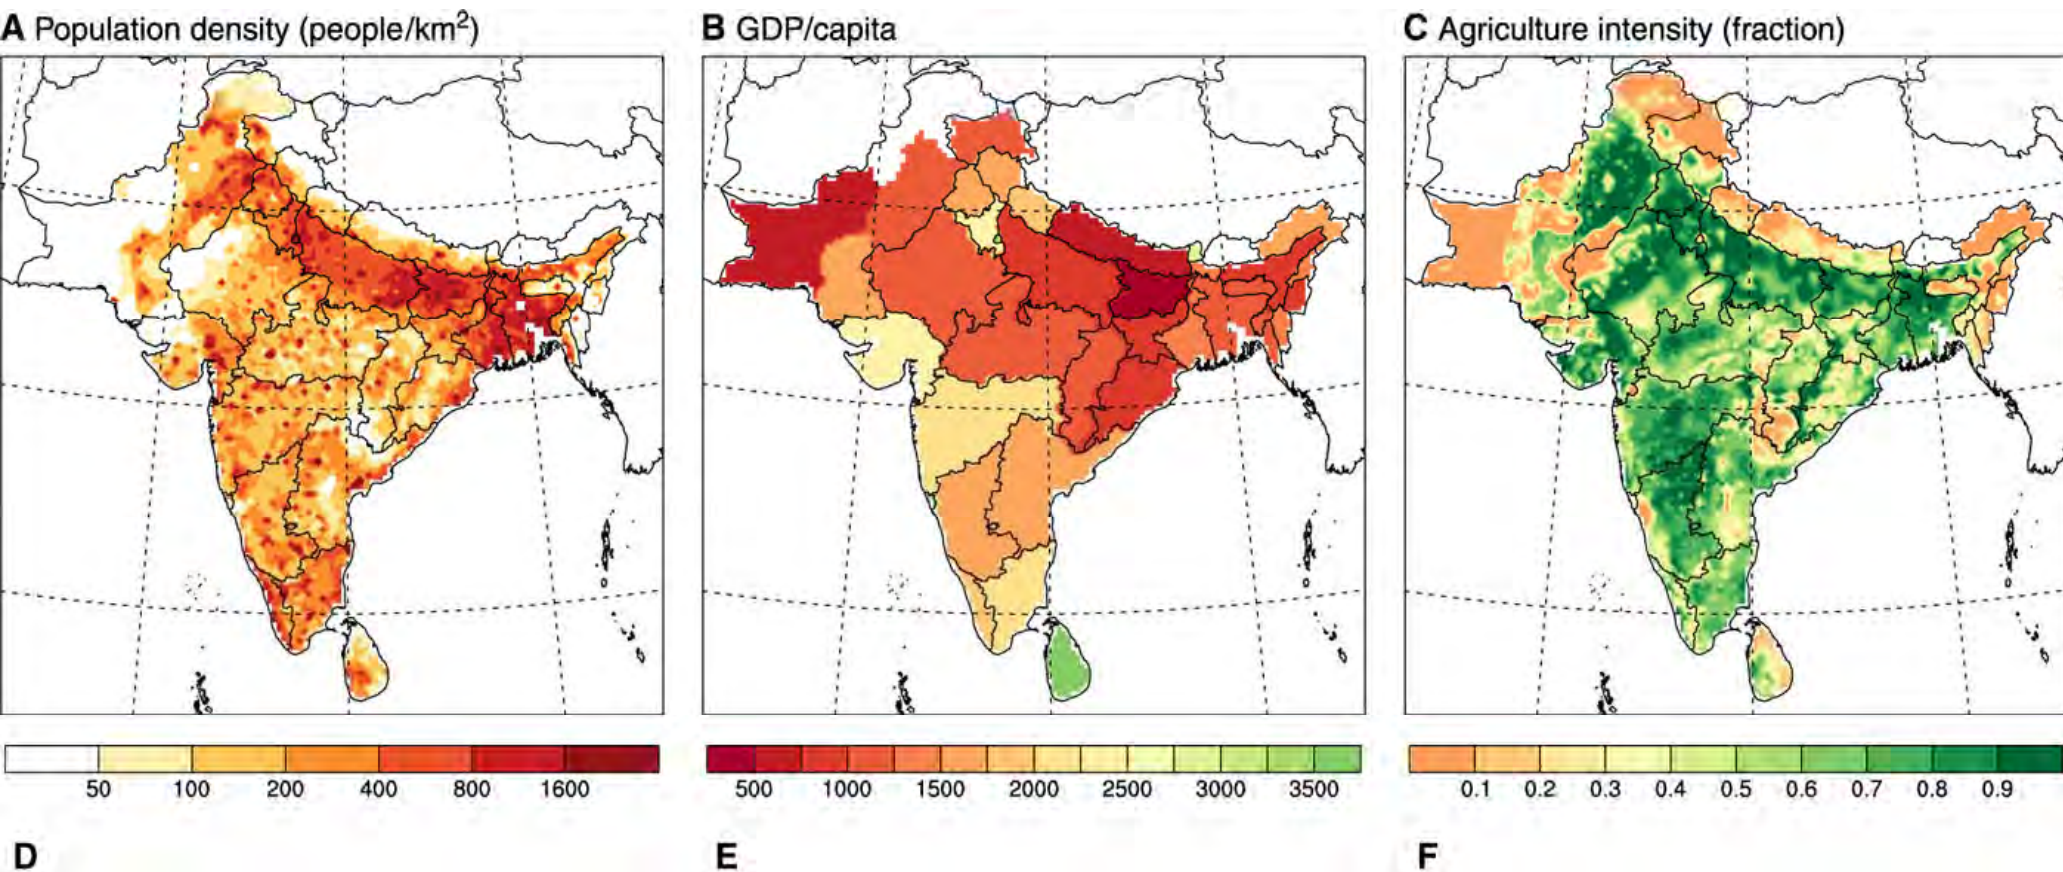 A Population density (people/km²)
B GDP/capita
C Agriculture intensity (fraction)
50 100 200 400 800 1600
500 1000 1500 2000 2500 3000 3500
0.1 0.2 0.3 0.4 0.5 0.6 0.7 0.8 0.9
D
E
F